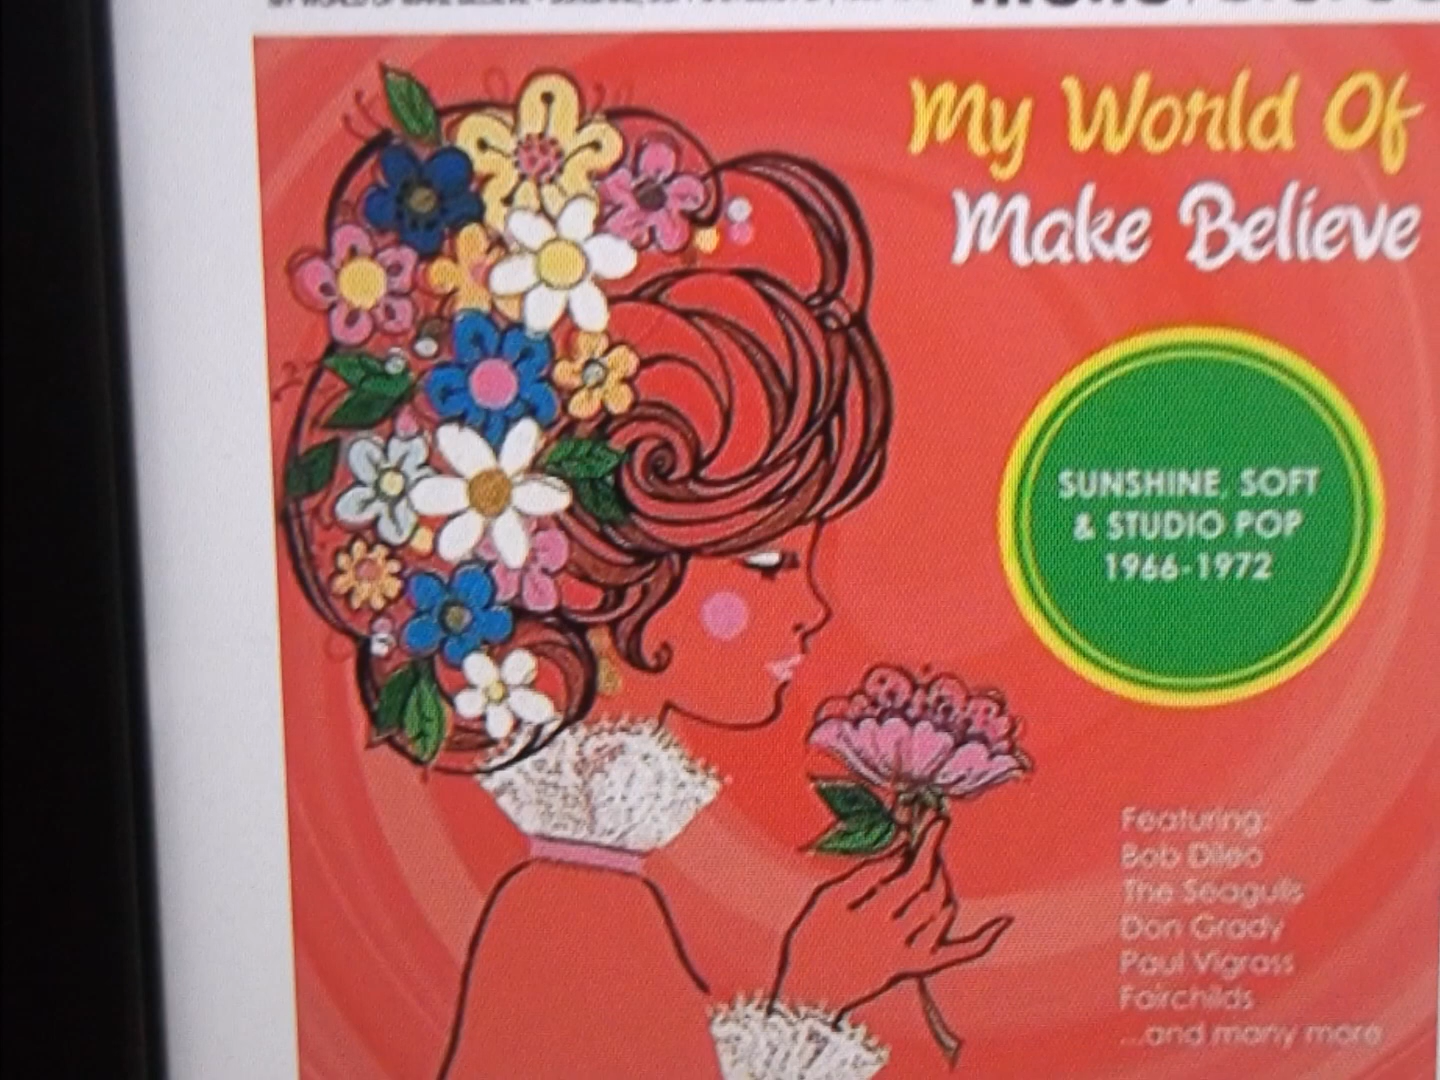 My World Of
Make Believe
SUNSHINE, SOFT
& STUDIO POP
1966-1972
Featuring:
Bob Dileo
The Seagulls
Don Grady
Paul Vigrass
Fairchilds
...and many more